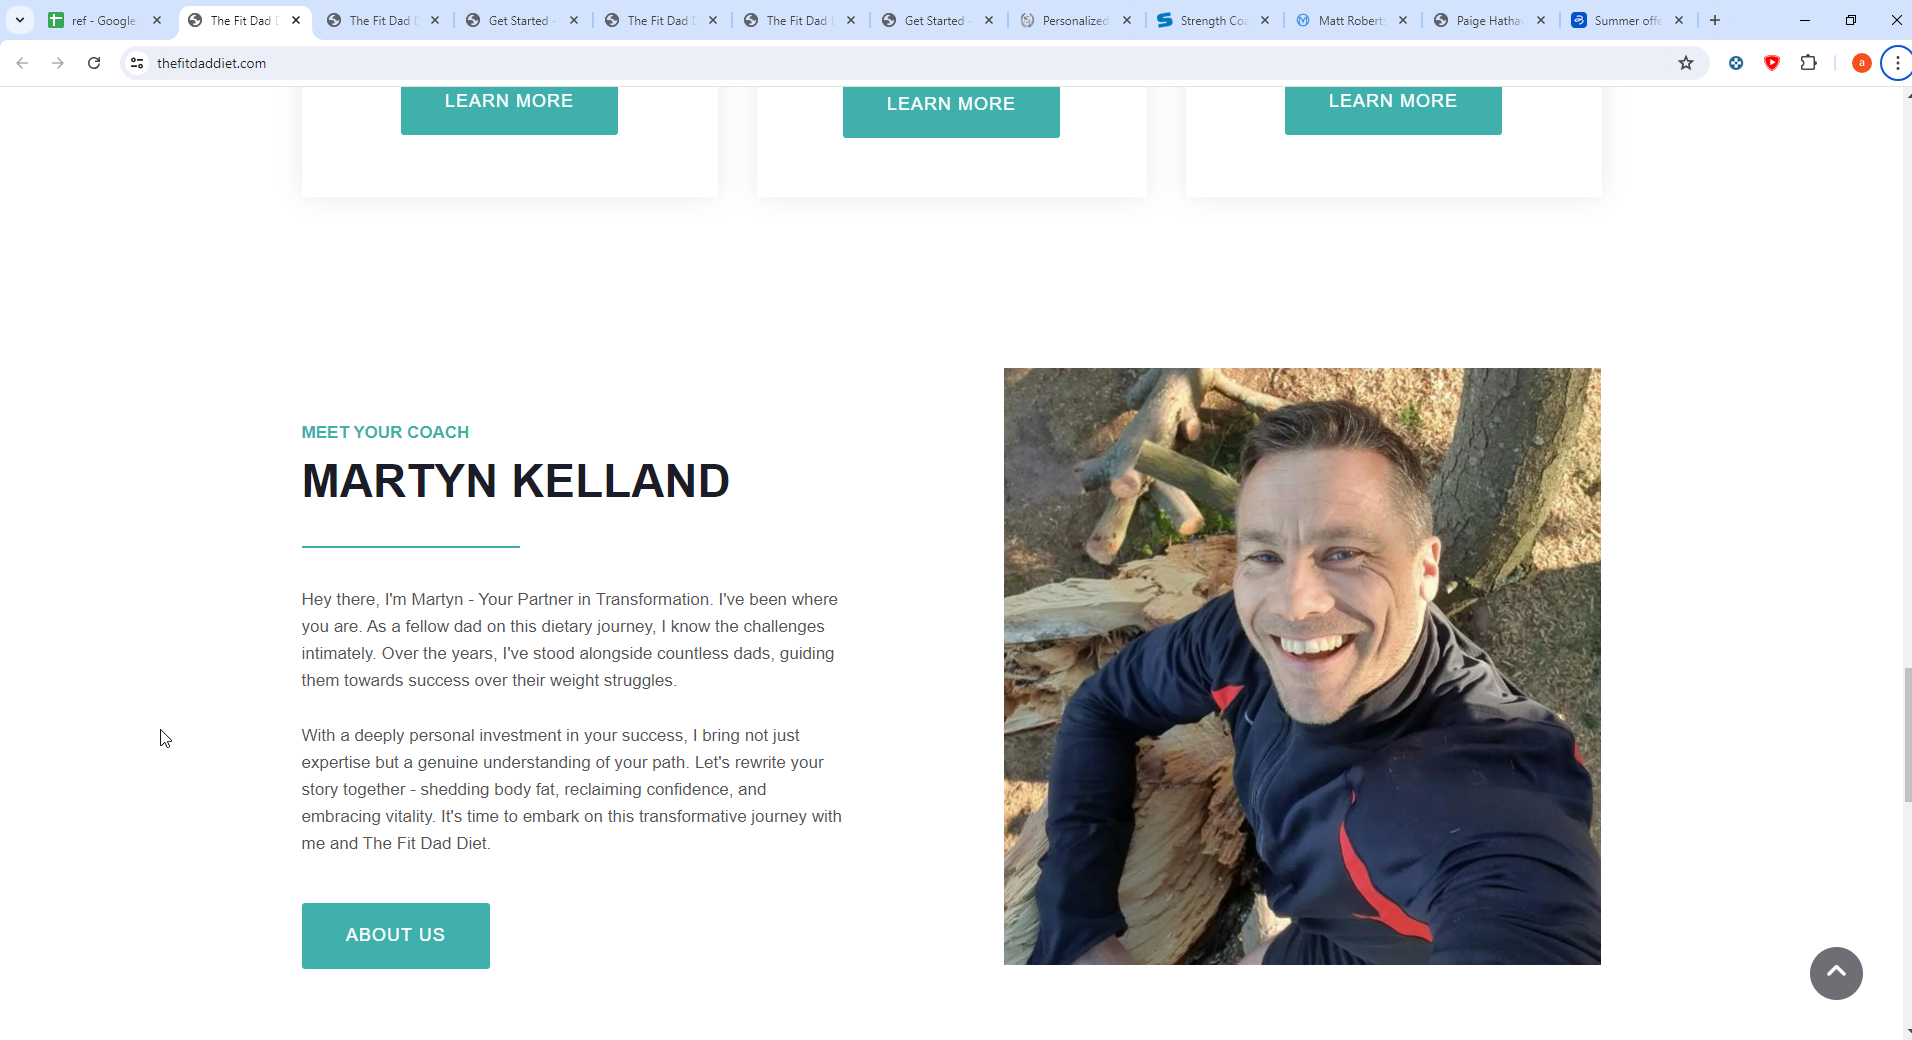 ref - Google
The Fit Dad D
The Fit Dad D
Get Started -
The Fit Dad D
The Fit Dad D
Get Started -
Personalized
Strength Coa
Matt Roberts
Paige Hathaw
Summer offe
thefitdaddiet.com
a
LEARN MORE
LEARN MORE
LEARN MORE
MEET YOUR COACH
MARTYN KELLAND
Hey there, I'm Martyn - Your Partner in Transformation. I've been where
you are. As a fellow dad on this dietary journey, I know the challenges
intimately. Over the years, I've stood alongside countless dads, guiding
them towards success over their weight struggles.
With a deeply personal investment in your success, I bring not just
expertise but a genuine understanding of your path. Let's rewrite your
story together - shedding body fat, reclaiming confidence, and
embracing vitality. It's time to embark on this transformative journey with
me and The Fit Dad Diet.
ABOUT US